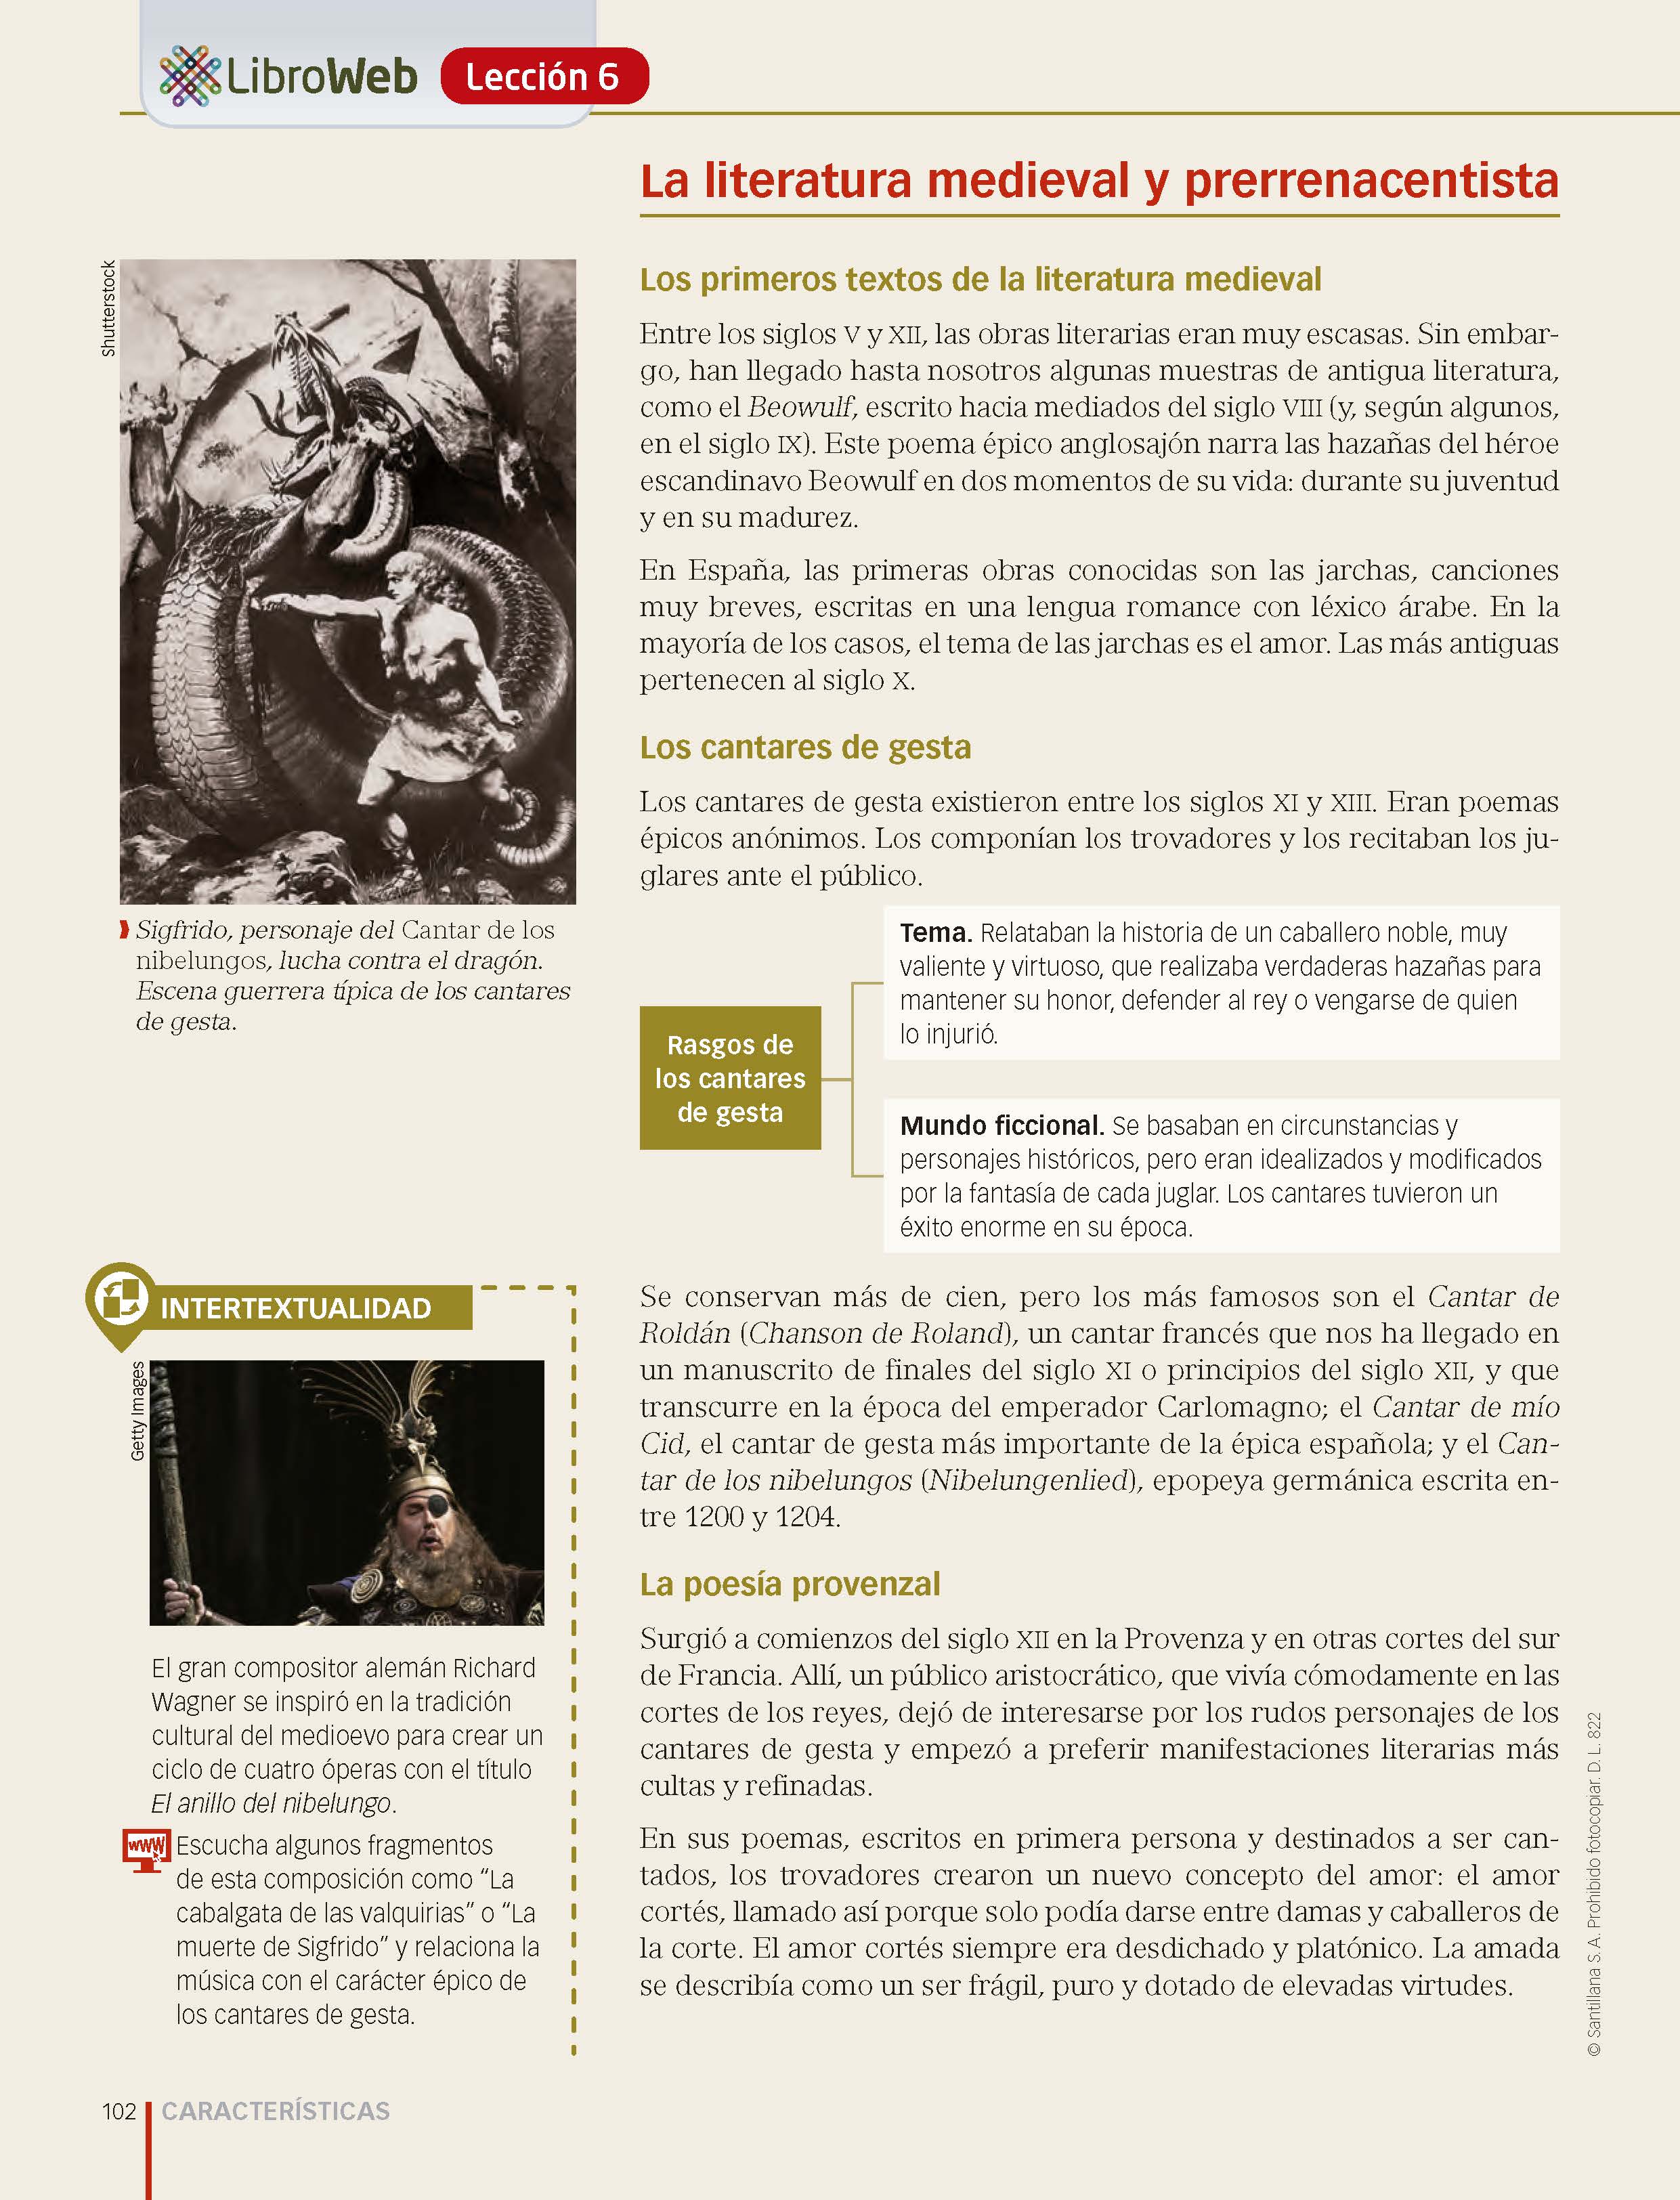 LibroWeb Lección 6
La literatura medieval y prerrenacentista
Shutterstock
Sigfrido, personaje del Cantar de los
nibelungos, lucha contra el dragón.
Escena guerrera típica de los cantares
de gesta.
Los primeros textos de la literatura medieval
Entre los siglos V y XII, las obras literarias eran muy escasas. Sin embar-
go, han llegado hasta nosotros algunas muestras de antigua literatura,
como el Beowulf, escrito hacia mediados del siglo VIII (y, según algunos,
en el siglo IX). Este poema épico anglosajón narra las hazañas del héroe
escandinavo Beowulf en dos momentos de su vida: durante su juventud
y en su madurez.
En España, las primeras obras conocidas son las jarchas, canciones
muy breves, escritas en una lengua romance con léxico árabe. En la
mayoría de los casos, el tema de las jarchas es el amor. Las más antiguas
pertenecen al siglo X.
Los cantares de gesta
Los cantares de gesta existieron entre los siglos XI y XIII. Eran poemas
épicos anónimos. Los componían los trovadores y los recitaban los ju-
glares ante el público.
Rasgos de
los cantares
de gesta
Tema. Relataban la historia de un caballero noble, muy
valiente y virtuoso, que realizaba verdaderas hazañas para
mantener su honor, defender al rey o vengarse de quien
lo injurió.
Mundo ficcional. Se basaban en circunstancias y
personajes históricos, pero eran idealizados y modificados
por la fantasía de cada juglar. Los cantares tuvieron un
éxito enorme en su época.
Se conservan más de cien, pero los más famosos son el Cantar de
Roldán (Chanson de Roland), un cantar francés que nos ha llegado en
un manuscrito de finales del siglo XI o principios del siglo XII, y que
transcurre en la época del emperador Carlomagno; el Cantar de mío
Cid, el cantar de gesta más importante de la épica española; y el Can-
tar de los nibelungos (Nibelungenlied), epopeya germánica escrita en-
tre 1200 y 1204.
La poesía provenzal
Surgió a comienzos del siglo XII en la Provenza y en otras cortes del sur
de Francia. Allí, un público aristocrático, que vivía cómodamente en las
cortes de los reyes, dejó de interesarse por los rudos personajes de los
cantares de gesta y empezó a preferir manifestaciones literarias más
cultas y refinadas.
En sus poemas, escritos en primera persona y destinados a ser can-
tados, los trovadores crearon un nuevo concepto del amor: el amor
cortés, llamado así porque solo podía darse entre damas y caballeros de
la corte. El amor cortés siempre era desdichado y platónico. La amada
se describía como un ser frágil, puro y dotado de elevadas virtudes.
INTERTEXTUALIDAD
Getty Images
El gran compositor alemán Richard
Wagner se inspiró en la tradición
cultural del medioevo para crear un
ciclo de cuatro óperas con el título
El anillo del nibelungo.
www
Escucha algunos fragmentos
de esta composición como “La
cabalgata de las valquirias” o “La
muerte de Sigfrido” y relaciona la
música con el carácter épico de
los cantares de gesta.
© Santillana S. A. Prohibido fotocopiar. D. L. 822
102 CARACTERÍSTICAS